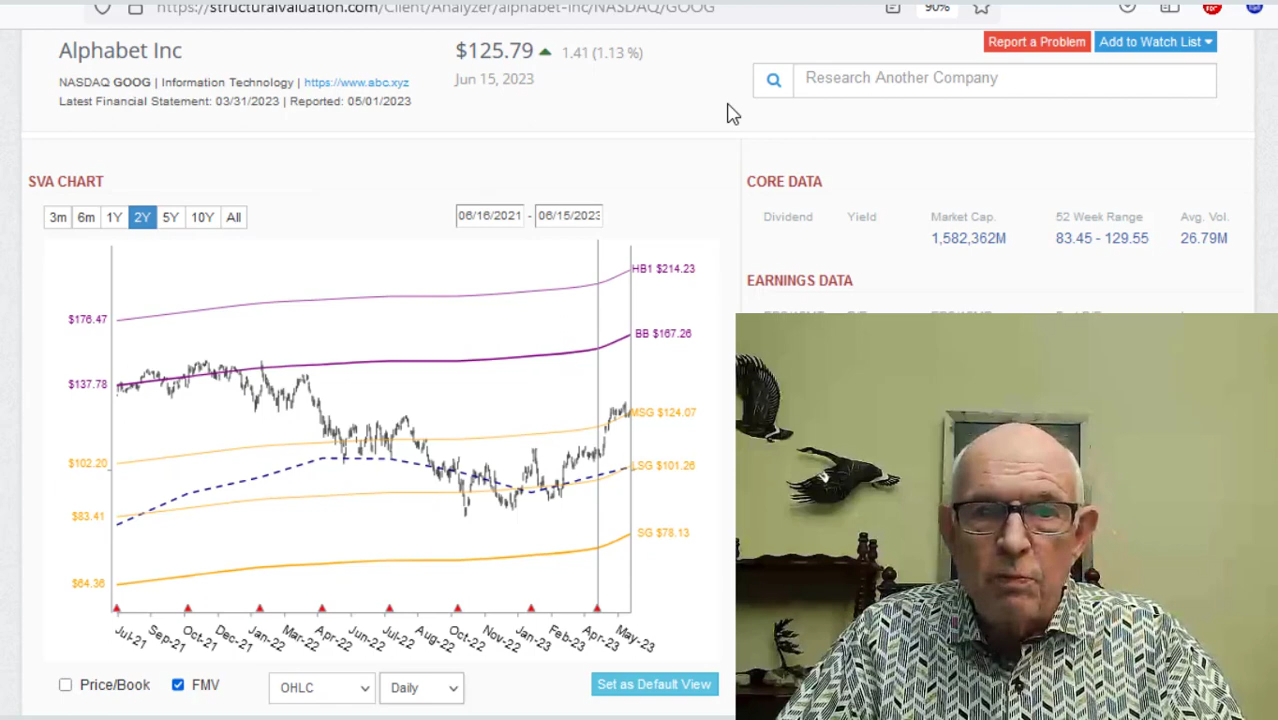 https://www.structuralvaluation.com/Client/Analyzer/alphabet-inc/NASDAQ/GOOG
90%
Alphabet Inc
$125.79 1.41 (1.13 %)
Jun 15, 2023
Report a Problem
Add to Watch List
NASDAQ GOOG | Information Technology | https://www.abc.xyz
Latest Financial Statement: 03/31/2023 | Reported: 05/01/2023
Research Another Company
SVA CHART
3m 6m 1Y 2Y 5Y 10Y All
06/16/2021 - 06/15/2023
HB1 $214.23
$176.47
BB $167.26
$137.78
MSG $124.07
$102.20
LSG $101.26
$83.41
SG $78.13
$64.36
Jul-21 Sep-21 Oct-21 Dec-21 Jan-22 Mar-22 Apr-22 Jun-22 Jul-22 Aug-22 Oct-22 Nov-22 Jan-23 Feb-23 Apr-23 May-23
Price/Book
FMV
OHLC
Daily
Set as Default View
CORE DATA
Dividend Yield Market Cap. 52 Week Range Avg. Vol.
1,582,362M 83.45 - 129.55 26.79M
EARNINGS DATA